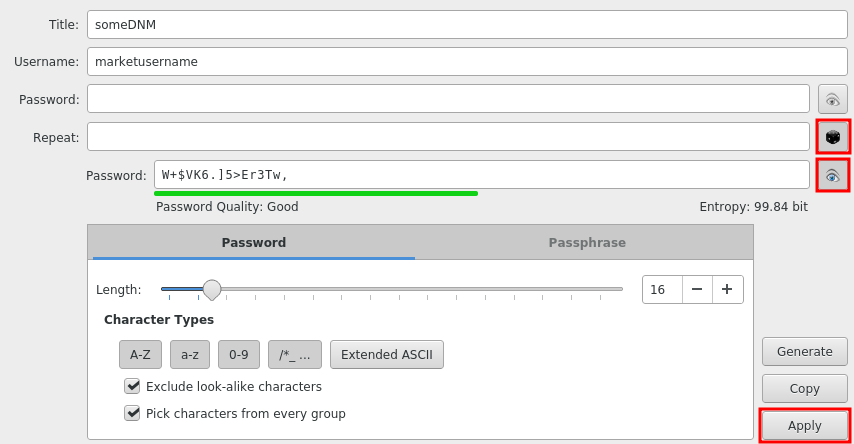 Title: someDNM
Username: marketusername
Password:
Repeat:
Password: W+$VK6.]5>Er3Tw,
Password Quality: Good Entropy: 99.84 bit
Password Passphrase
Length: 16 − +
Character Types
A-Z a-z 0-9 /*_ ... Extended ASCII
Exclude look-alike characters
Pick characters from every group
Generate
Copy
Apply